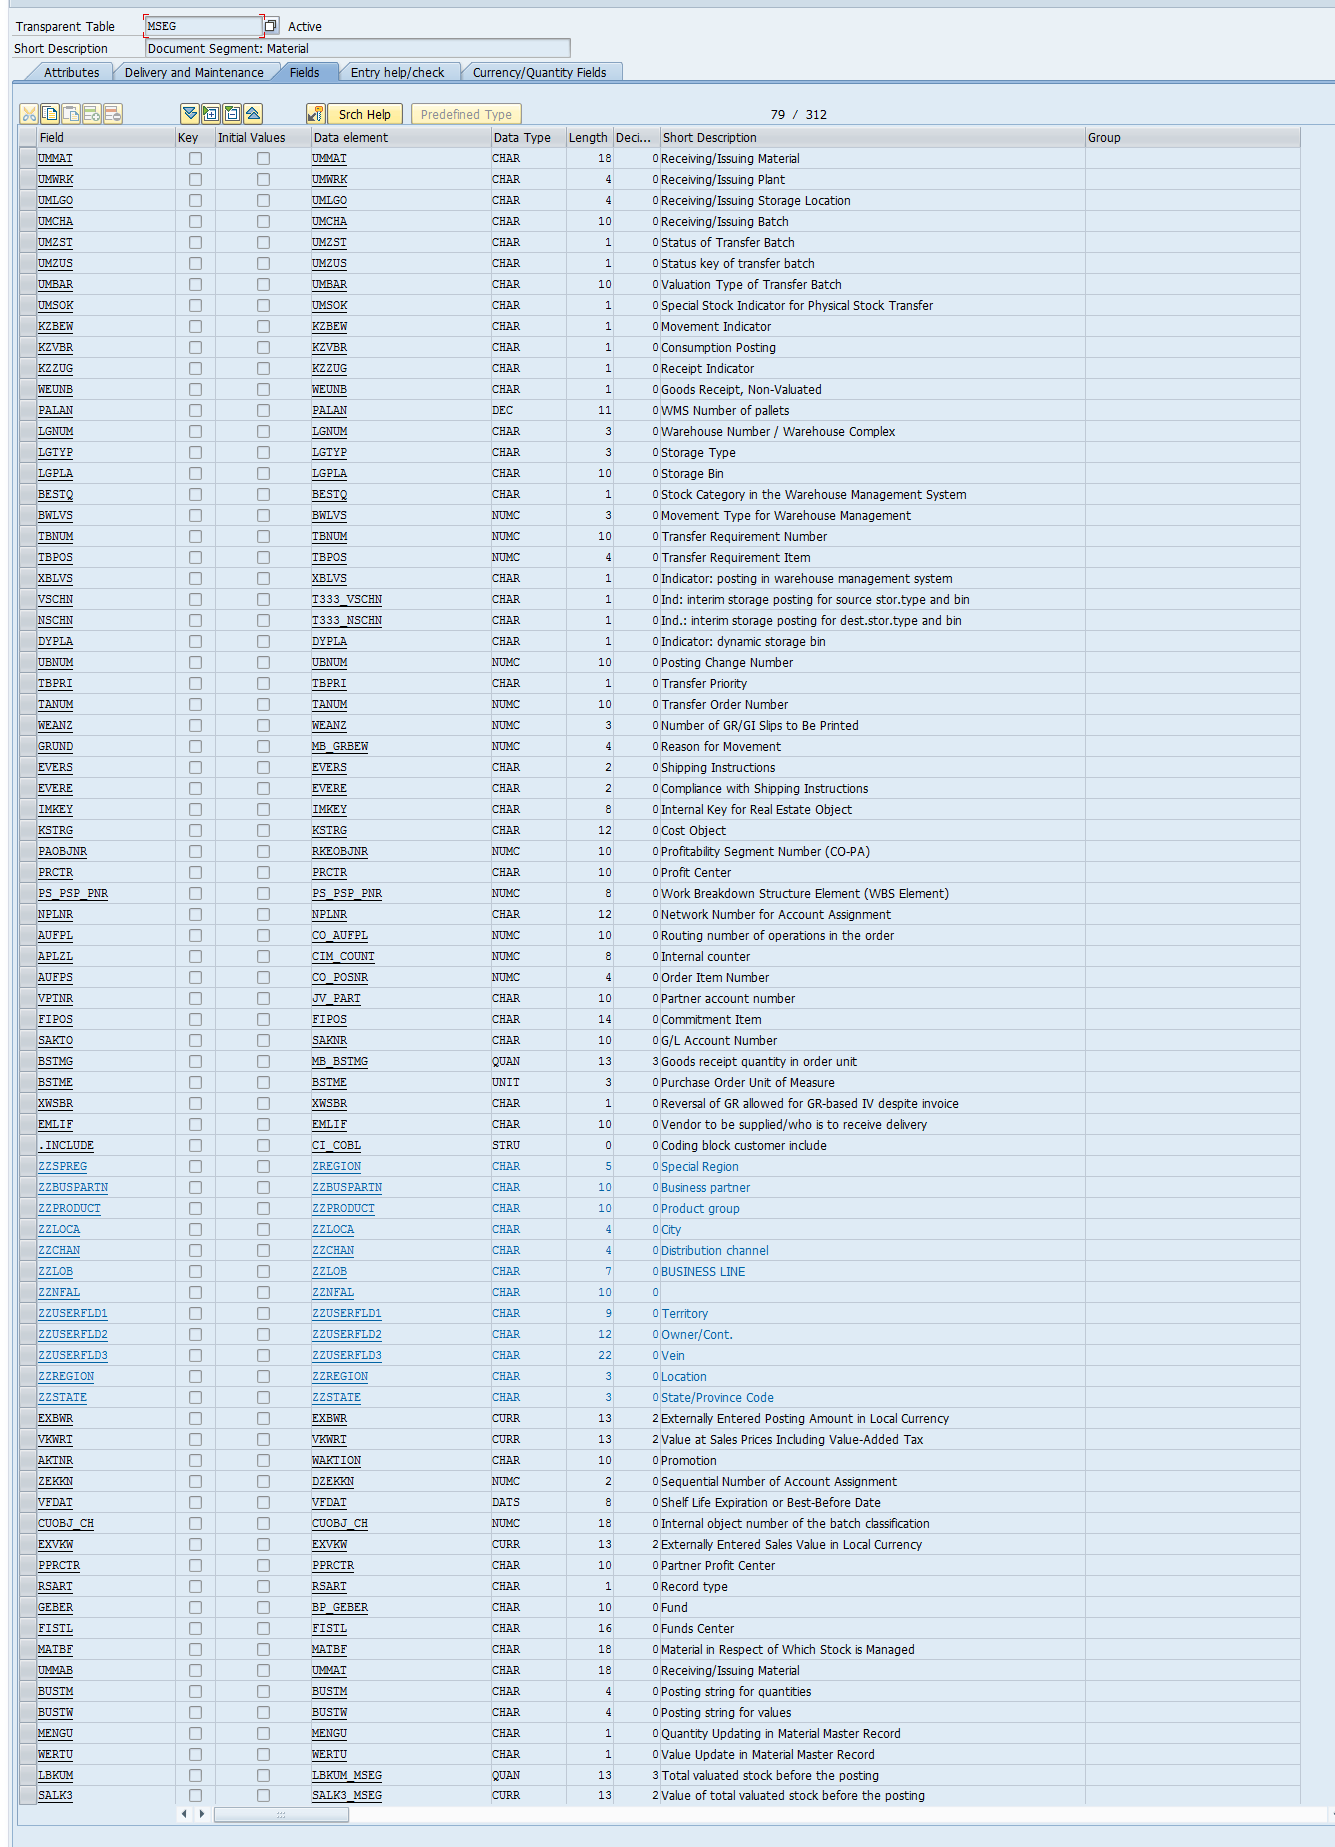 Transparent Table MSEG Active
Short Description Document Segment: Material
Attributes Delivery and Maintenance Fields Entry help/check Currency/Quantity Fields
Srch Help Predefined Type 79 / 312
Field Key Initial Values Data element Data Type Length Deci... Short Description Group
UMMAT UMMAT CHAR 18 0 Receiving/Issuing Material
UMWRK UMWRK CHAR 4 0 Receiving/Issuing Plant
UMLGO UMLGO CHAR 4 0 Receiving/Issuing Storage Location
UMCHA UMCHA CHAR 10 0 Receiving/Issuing Batch
UMZST UMZST CHAR 1 0 Status of Transfer Batch
UMZUS UMZUS CHAR 1 0 Status key of transfer batch
UMBAR UMBAR CHAR 10 0 Valuation Type of Transfer Batch
UMSOK UMSOK CHAR 1 0 Special Stock Indicator for Physical Stock Transfer
KZBEW KZBEW CHAR 1 0 Movement Indicator
KZVBR KZVBR CHAR 1 0 Consumption Posting
KZZUG KZZUG CHAR 1 0 Receipt Indicator
WEUNB WEUNB CHAR 1 0 Goods Receipt, Non-Valuated
PALAN PALAN DEC 11 0 WMS Number of pallets
LGNUM LGNUM CHAR 3 0 Warehouse Number / Warehouse Complex
LGTYP LGTYP CHAR 3 0 Storage Type
LGPLA LGPLA CHAR 10 0 Storage Bin
BESTQ BESTQ CHAR 1 0 Stock Category in the Warehouse Management System
BWLVS BWLVS NUMC 3 0 Movement Type for Warehouse Management
TBNUM TBNUM NUMC 10 0 Transfer Requirement Number
TBPOS TBPOS NUMC 4 0 Transfer Requirement Item
XBLVS XBLVS CHAR 1 0 Indicator: posting in warehouse management system
VSCHN T333_VSCHN CHAR 1 0 Ind: interim storage posting for source stor.type and bin
NSCHN T333_NSCHN CHAR 1 0 Ind.: interim storage posting for dest.stor.type and bin
DYPLA DYPLA CHAR 1 0 Indicator: dynamic storage bin
UBNUM UBNUM NUMC 10 0 Posting Change Number
TBPRI TBPRI CHAR 1 0 Transfer Priority
TANUM TANUM NUMC 10 0 Transfer Order Number
WEANZ WEANZ NUMC 3 0 Number of GR/GI Slips to Be Printed
GRUND MB_GRBEW NUMC 4 0 Reason for Movement
EVERS EVERS CHAR 2 0 Shipping Instructions
EVERE EVERE CHAR 2 0 Compliance with Shipping Instructions
IMKEY IMKEY CHAR 8 0 Internal Key for Real Estate Object
KSTRG KSTRG CHAR 12 0 Cost Object
PAOBJNR RKEOBJNR NUMC 10 0 Profitability Segment Number (CO-PA)
PRCTR PRCTR CHAR 10 0 Profit Center
PS_PSP_PNR PS_PSP_PNR NUMC 8 0 Work Breakdown Structure Element (WBS Element)
NPLNR NPLNR CHAR 12 0 Network Number for Account Assignment
AUFPL CO_AUFPL NUMC 10 0 Routing number of operations in the order
APLZL CIM_COUNT NUMC 8 0 Internal counter
AUFPS CO_POSNR NUMC 4 0 Order Item Number
VPTNR JV_PART CHAR 10 0 Partner account number
FIPOS FIPOS CHAR 14 0 Commitment Item
SAKTO SAKNR CHAR 10 0 G/L Account Number
BSTMG MB_BSTMG QUAN 13 3 Goods receipt quantity in order unit
BSTME BSTME UNIT 3 0 Purchase Order Unit of Measure
XWSBR XWSBR CHAR 1 0 Reversal of GR allowed for GR-based IV despite invoice
EMLIF EMLIF CHAR 10 0 Vendor to be supplied/who is to receive delivery
.INCLUDE CI_COBL STRU 0 0 Coding block customer include
ZZSPREG ZREGION CHAR 5 0 Special Region
ZZBUSPARTN ZZBUSPARTN CHAR 10 0 Business partner
ZZPRODUCT ZZPRODUCT CHAR 10 0 Product group
ZZLOCA ZZLOCA CHAR 4 0 City
ZZCHAN ZZCHAN CHAR 4 0 Distribution channel
ZZLOB ZZLOB CHAR 7 0 BUSINESS LINE
ZZNFAL ZZNFAL CHAR 10 0
ZZUSERFLD1 ZZUSERFLD1 CHAR 9 0 Territory
ZZUSERFLD2 ZZUSERFLD2 CHAR 12 0 Owner/Cont.
ZZUSERFLD3 ZZUSERFLD3 CHAR 22 0 Vein
ZZREGION ZZREGION CHAR 3 0 Location
ZZSTATE ZZSTATE CHAR 3 0 State/Province Code
EXBWR EXBWR CURR 13 2 Externally Entered Posting Amount in Local Currency
VKWRT VKWRT CURR 13 2 Value at Sales Prices Including Value-Added Tax
AKTNR WAKTION CHAR 10 0 Promotion
ZEKKN DZEKKN NUMC 2 0 Sequential Number of Account Assignment
VFDAT VFDAT DATS 8 0 Shelf Life Expiration or Best-Before Date
CUOBJ_CH CUOBJ_CH NUMC 18 0 Internal object number of the batch classification
EXVKW EXVKW CURR 13 2 Externally Entered Sales Value in Local Currency
PPRCTR PPRCTR CHAR 10 0 Partner Profit Center
RSART RSART CHAR 1 0 Record type
GEBER BP_GEBER CHAR 10 0 Fund
FISTL FISTL CHAR 16 0 Funds Center
MATBF MATBF CHAR 18 0 Material in Respect of Which Stock is Managed
UMMAB UMMAT CHAR 18 0 Receiving/Issuing Material
BUSTM BUSTM CHAR 4 0 Posting string for quantities
BUSTW BUSTW CHAR 4 0 Posting string for values
MENGU MENGU CHAR 1 0 Quantity Updating in Material Master Record
WERTU WERTU CHAR 1 0 Value Update in Material Master Record
LBKUM LBKUM_MSEG QUAN 13 3 Total valuated stock before the posting
SALK3 SALK3_MSEG CURR 13 2 Value of total valuated stock before the posting